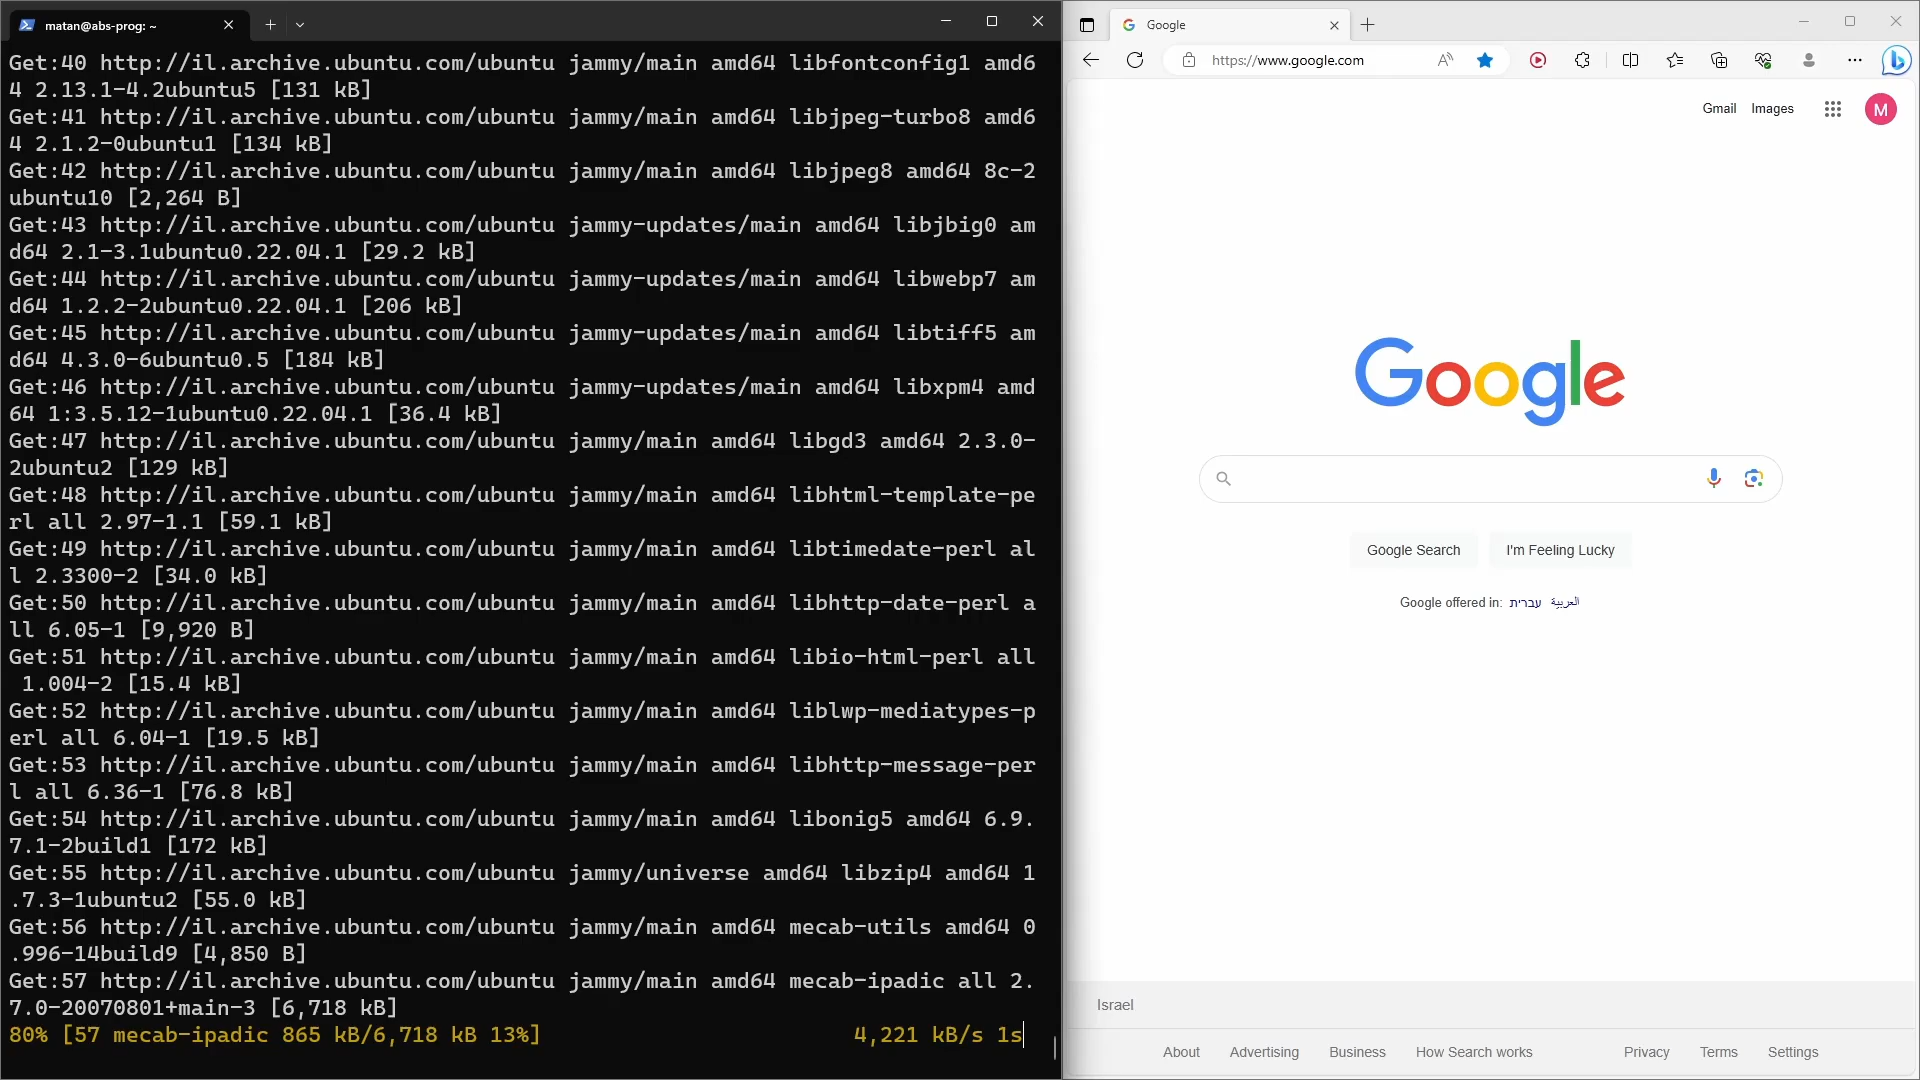 matan@abs-prog: ~
Get:40 http://il.archive.ubuntu.com/ubuntu jammy/main amd64 libfontconfig1 amd6
4 2.13.1-4.2ubuntu5 [131 kB]
Get:41 http://il.archive.ubuntu.com/ubuntu jammy/main amd64 libjpeg-turbo8 amd6
4 2.1.2-0ubuntu1 [134 kB]
Get:42 http://il.archive.ubuntu.com/ubuntu jammy/main amd64 libjpeg8 amd64 8c-2
ubuntu10 [2,264 B]
Get:43 http://il.archive.ubuntu.com/ubuntu jammy-updates/main amd64 libjbig0 am
d64 2.1-3.1ubuntu0.22.04.1 [29.2 kB]
Get:44 http://il.archive.ubuntu.com/ubuntu jammy-updates/main amd64 libwebp7 am
d64 1.2.2-2ubuntu0.22.04.1 [206 kB]
Get:45 http://il.archive.ubuntu.com/ubuntu jammy-updates/main amd64 libtiff5 am
d64 4.3.0-6ubuntu0.5 [184 kB]
Get:46 http://il.archive.ubuntu.com/ubuntu jammy-updates/main amd64 libxpm4 amd
64 1:3.5.12-1ubuntu0.22.04.1 [36.4 kB]
Get:47 http://il.archive.ubuntu.com/ubuntu jammy/main amd64 libgd3 amd64 2.3.0-
2ubuntu2 [129 kB]
Get:48 http://il.archive.ubuntu.com/ubuntu jammy/main amd64 libhtml-template-pe
rl all 2.97-1.1 [59.1 kB]
Get:49 http://il.archive.ubuntu.com/ubuntu jammy/main amd64 libtimedate-perl al
l 2.3300-2 [34.0 kB]
Get:50 http://il.archive.ubuntu.com/ubuntu jammy/main amd64 libhttp-date-perl a
ll 6.05-1 [9,920 B]
Get:51 http://il.archive.ubuntu.com/ubuntu jammy/main amd64 libio-html-perl all
 1.004-2 [15.4 kB]
Get:52 http://il.archive.ubuntu.com/ubuntu jammy/main amd64 liblwp-mediatypes-p
erl all 6.04-1 [19.5 kB]
Get:53 http://il.archive.ubuntu.com/ubuntu jammy/main amd64 libhttp-message-per
l all 6.36-1 [76.8 kB]
Get:54 http://il.archive.ubuntu.com/ubuntu jammy/main amd64 libonig5 amd64 6.9.
7.1-2build1 [172 kB]
Get:55 http://il.archive.ubuntu.com/ubuntu jammy/universe amd64 libzip4 amd64 1
.7.3-1ubuntu2 [55.0 kB]
Get:56 http://il.archive.ubuntu.com/ubuntu jammy/main amd64 mecab-utils amd64 0
.996-14build9 [4,850 B]
Get:57 http://il.archive.ubuntu.com/ubuntu jammy/main amd64 mecab-ipadic all 2.
7.0-20070801+main-3 [6,718 kB]
80% [57 mecab-ipadic 865 kB/6,718 kB 13%] 4,221 kB/s 1s
Google
https://www.google.com
Gmail Images M
Google
Google Search I'm Feeling Lucky
Google offered in: עברית العربية
Israel
About Advertising Business How Search works Privacy Terms Settings